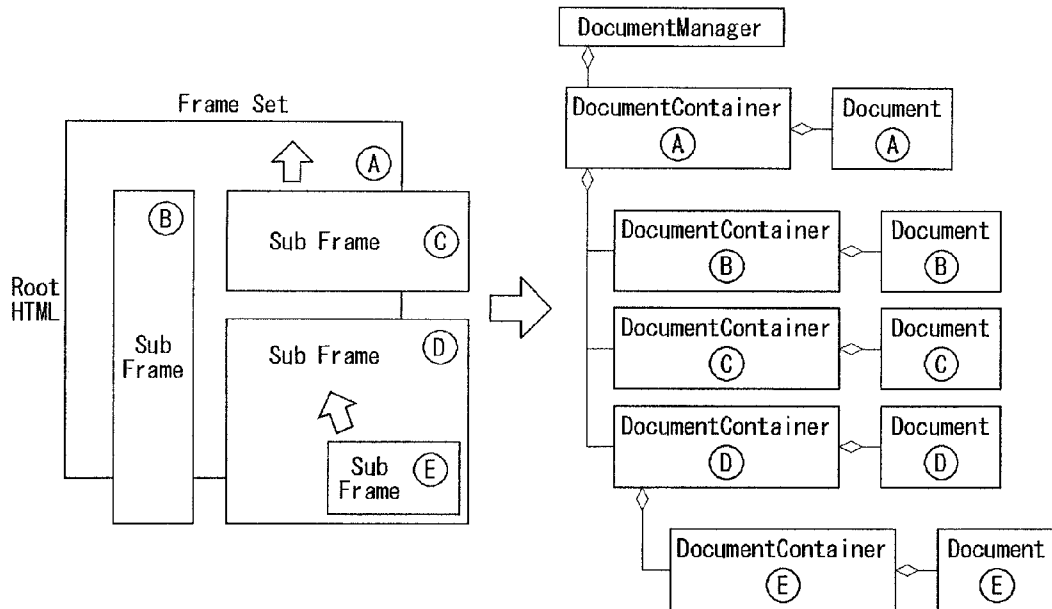 Frame Set
A
B
Sub Frame
C
Root
HTML
Sub
Frame
Sub Frame
D
Sub
Frame
E
DocumentManager
DocumentContainer
A
Document
A
DocumentContainer
B
Document
B
DocumentContainer
C
Document
C
DocumentContainer
D
Document
D
DocumentContainer
E
Document
E